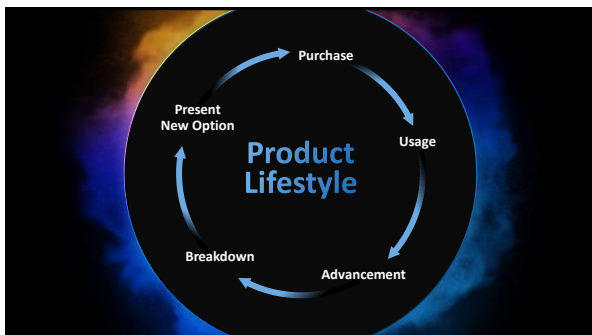 Purchase
Usage
Advancement
Breakdown
Present
New Option
Product
Lifestyle